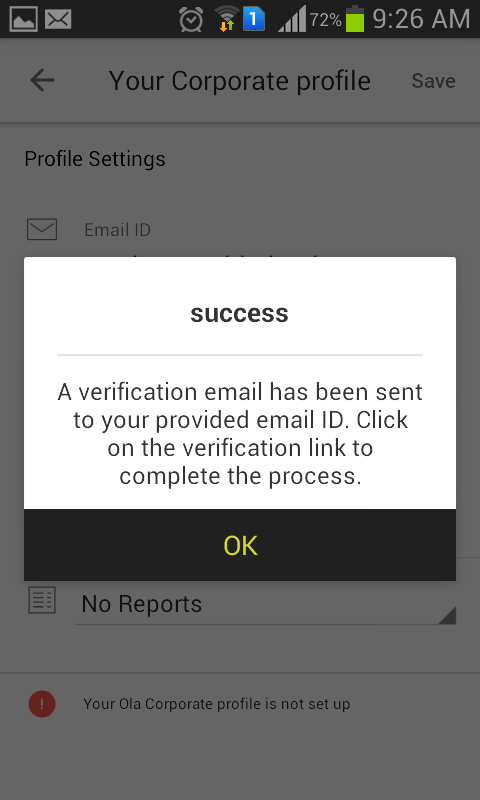 1 72% 9:26 AM
Your Corporate profile Save
Profile Settings
Email ID
success
A verification email has been sent
to your provided email ID. Click
on the verification link to
complete the process.
OK
No Reports
! Your Ola Corporate profile is not set up